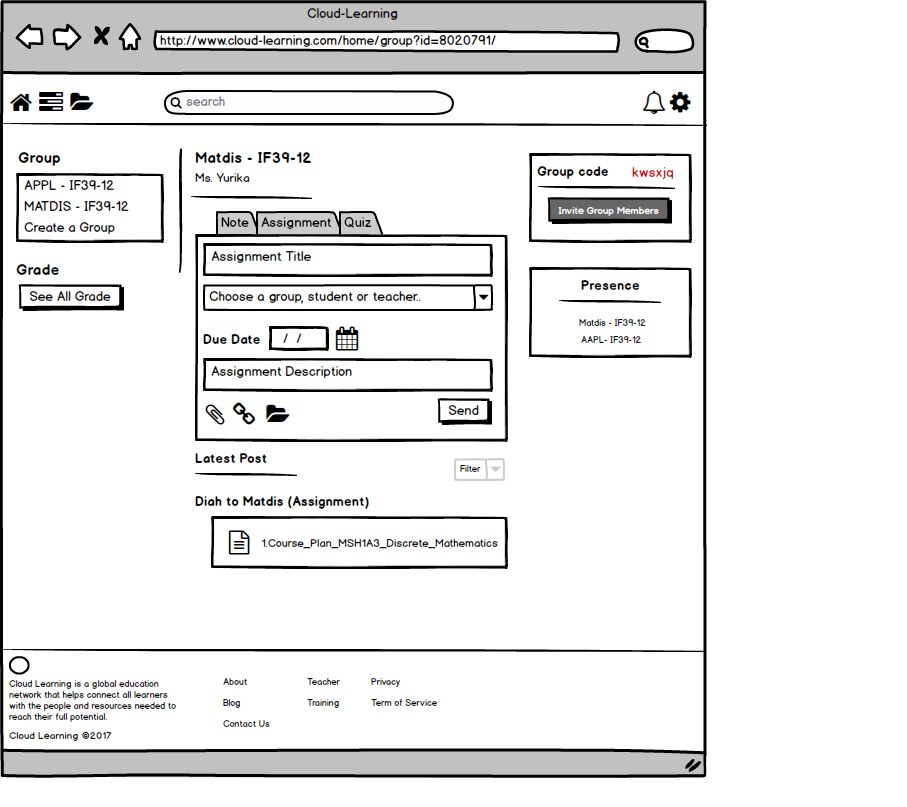 Cloud-Learning
http://www.cloud-learning.com/home/group?id=8020791/
search
Group
APPL - IF39-12
MATDIS - IF39-12
Create a Group
Grade
See All Grade
Matdis - IF39-12
Ms. Yurika
Note Assignment Quiz
Assignment Title
Choose a group, student or teacher..
Due Date / /
Assignment Description
Send
Latest Post
Filter
Diah to Matdis (Assignment)
1.Course_Plan_MSH1A3_Discrete_Mathematics
Group code kwsxjq
Invite Group Members
Presence
Matdis - IF39-12
AAPL- IF39-12
Cloud Learning is a global education
network that helps connect all learners
with the people and resources needed to
reach their full potential.
Cloud Learning ©2017
About Teacher Privacy
Blog Training Term of Service
Contact Us